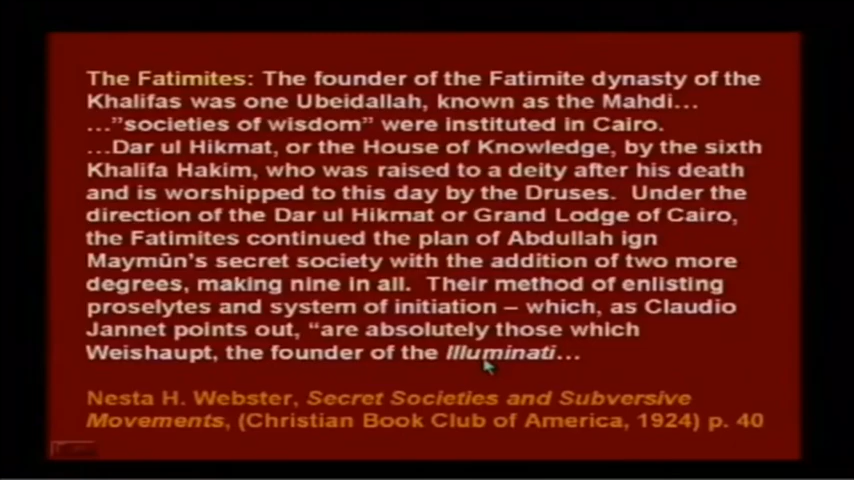 The Fatimites: The founder of the Fatimite dynasty of the
Khalifas was one Ubeidallah, known as the Mahdi…
…”societies of wisdom” were instituted in Cairo.
…Dar ul Hikmat, or the House of Knowledge, by the sixth
Khalifa Hakim, who was raised to a deity after his death
and is worshipped to this day by the Druses. Under the
direction of the Dar ul Hikmat or Grand Lodge of Cairo,
the Fatimites continued the plan of Abdullah ign
Maymūn’s secret society with the addition of two more
degrees, making nine in all. Their method of enlisting
proselytes and system of initiation – which, as Claudio
Jannet points out, “are absolutely those which
Weishaupt, the founder of the Illuminati…
Nesta H. Webster, Secret Societies and Subversive
Movements, (Christian Book Club of America, 1924) p. 40